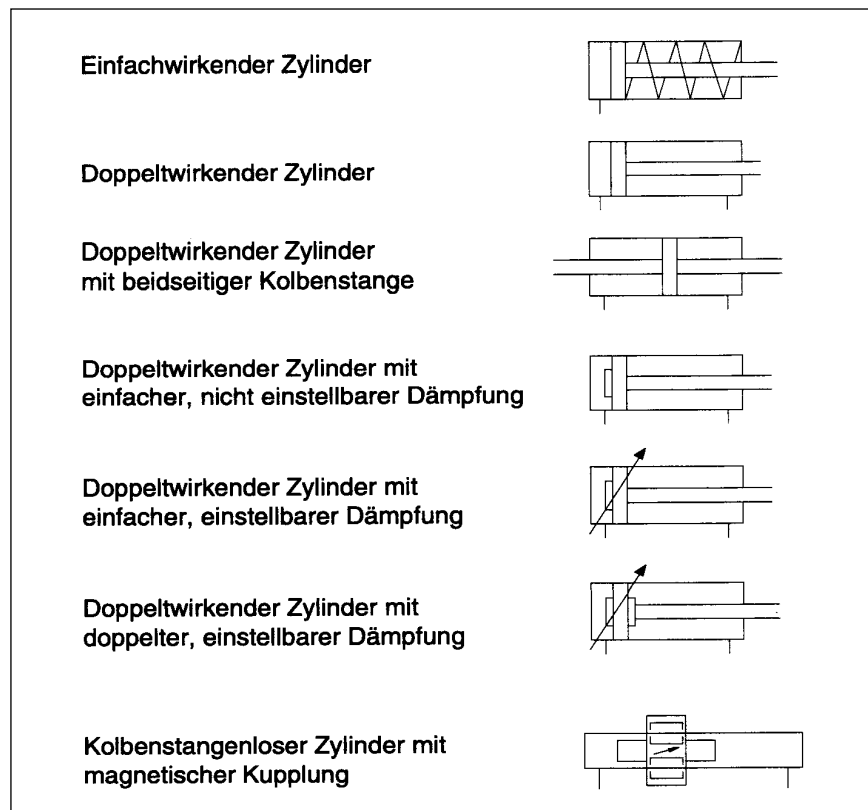 Einfachwirkender Zylinder
Doppeltwirkender Zylinder
Doppeltwirkender Zylinder
mit beidseitiger Kolbenstange
Doppeltwirkender Zylinder mit
einfacher, nicht einstellbarer Dämpfung
Doppeltwirkender Zylinder mit
einfacher, einstellbarer Dämpfung
Doppeltwirkender Zylinder mit
doppelter, einstellbarer Dämpfung
Kolbenstangenloser Zylinder mit
magnetischer Kupplung